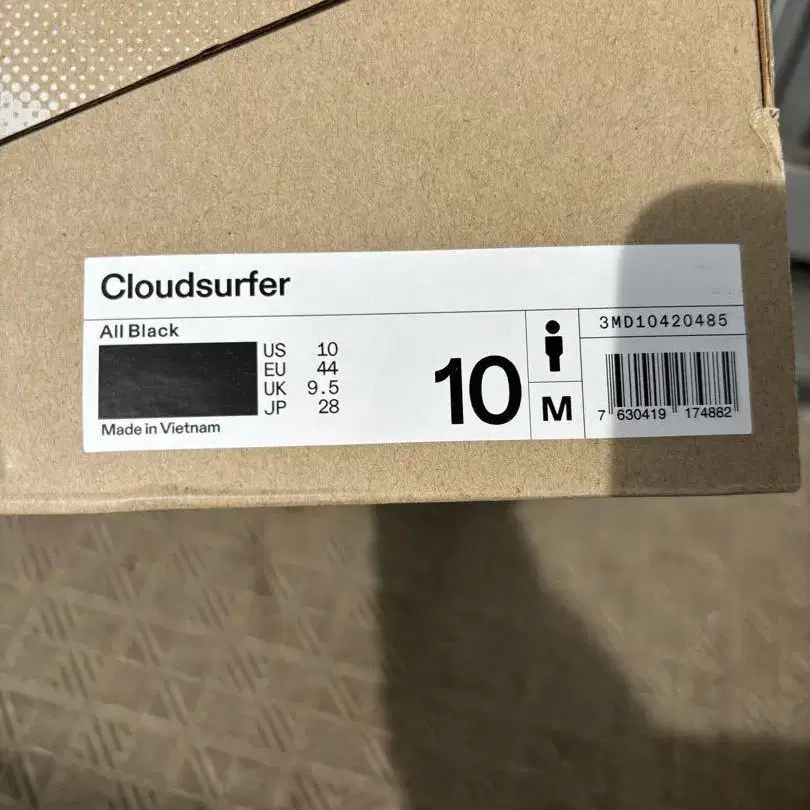 Cloudsurfer
All Black
US 10
EU 44
UK 9.5
JP 28
Made in Vietnam
10
M
3MD10420485
7 630419 174882